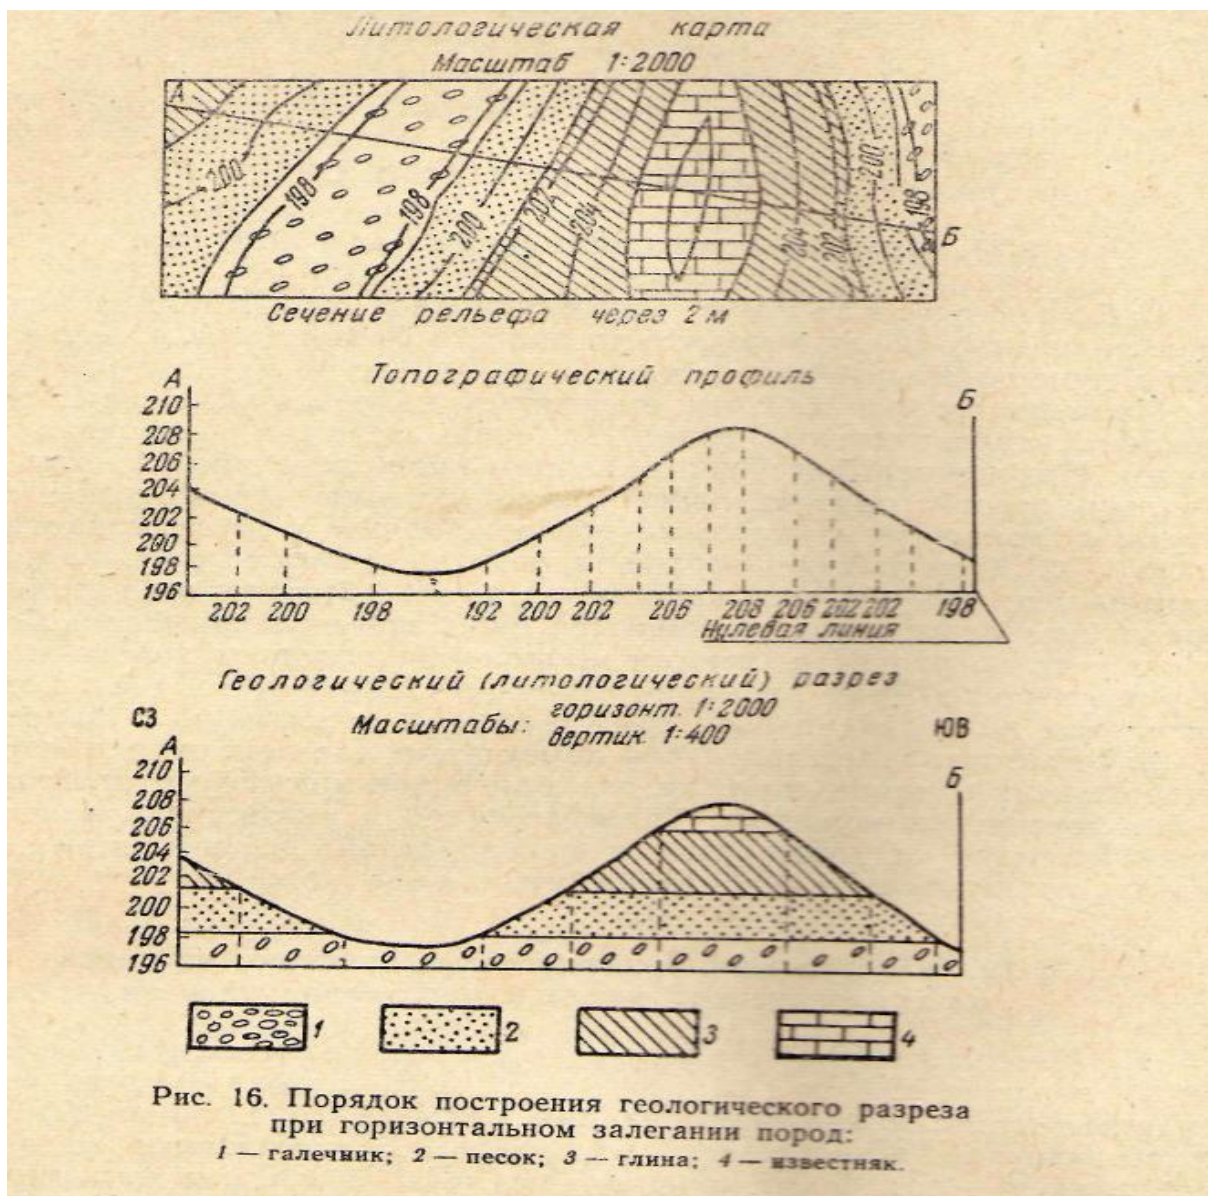 Литологическая карта
Масштаб 1:2000
А
200
198
198
200
202
204
204
202
200
198
Б
Сечение рельефа через 2 м
Топографический профиль
А
Б
210
208
206
204
202
200
198
196
202 200 198 192 200 202 206 208 206 202 202 198
Нулевая линия
Геологический (литологический) разрез
Масштабы: горизонт. 1:2000
вертик. 1:400
СЗ
ЮВ
А
Б
210
208
206
204
202
200
198
196
1 2 3 4
Рис. 16. Порядок построения геологического разреза
при горизонтальном залегании пород:
1 — галечник; 2 — песок; 3 — глина; 4 — известняк.